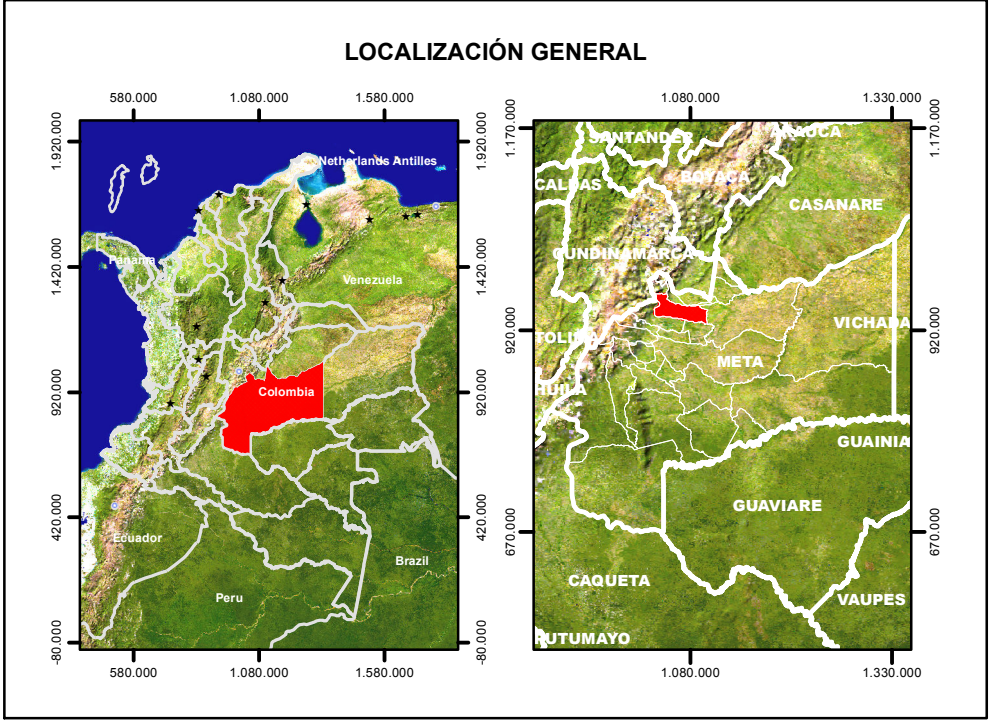 LOCALIZACIÓN GENERAL
580.000 1.080.000 1.580.000
1.920.000
1.420.000
920.000
420.000
-80.000
Netherlands Antilles
Panama
Venezuela
Colombia
Ecuador
Brazil
Peru
1.920.000
1.420.000
920.000
420.000
-80.000
580.000 1.080.000 1.580.000
1.080.000 1.330.000
1.170.000
920.000
670.000
SANTANDER
ARAUCA
BOYACA
CALDAS
CASANARE
CUNDINAMARCA
VICHADA
TOLIMA
META
HUILA
GUAINIA
GUAVIARE
CAQUETA
VAUPES
PUTUMAYO
1.170.000
920.000
670.000
1.080.000 1.330.000